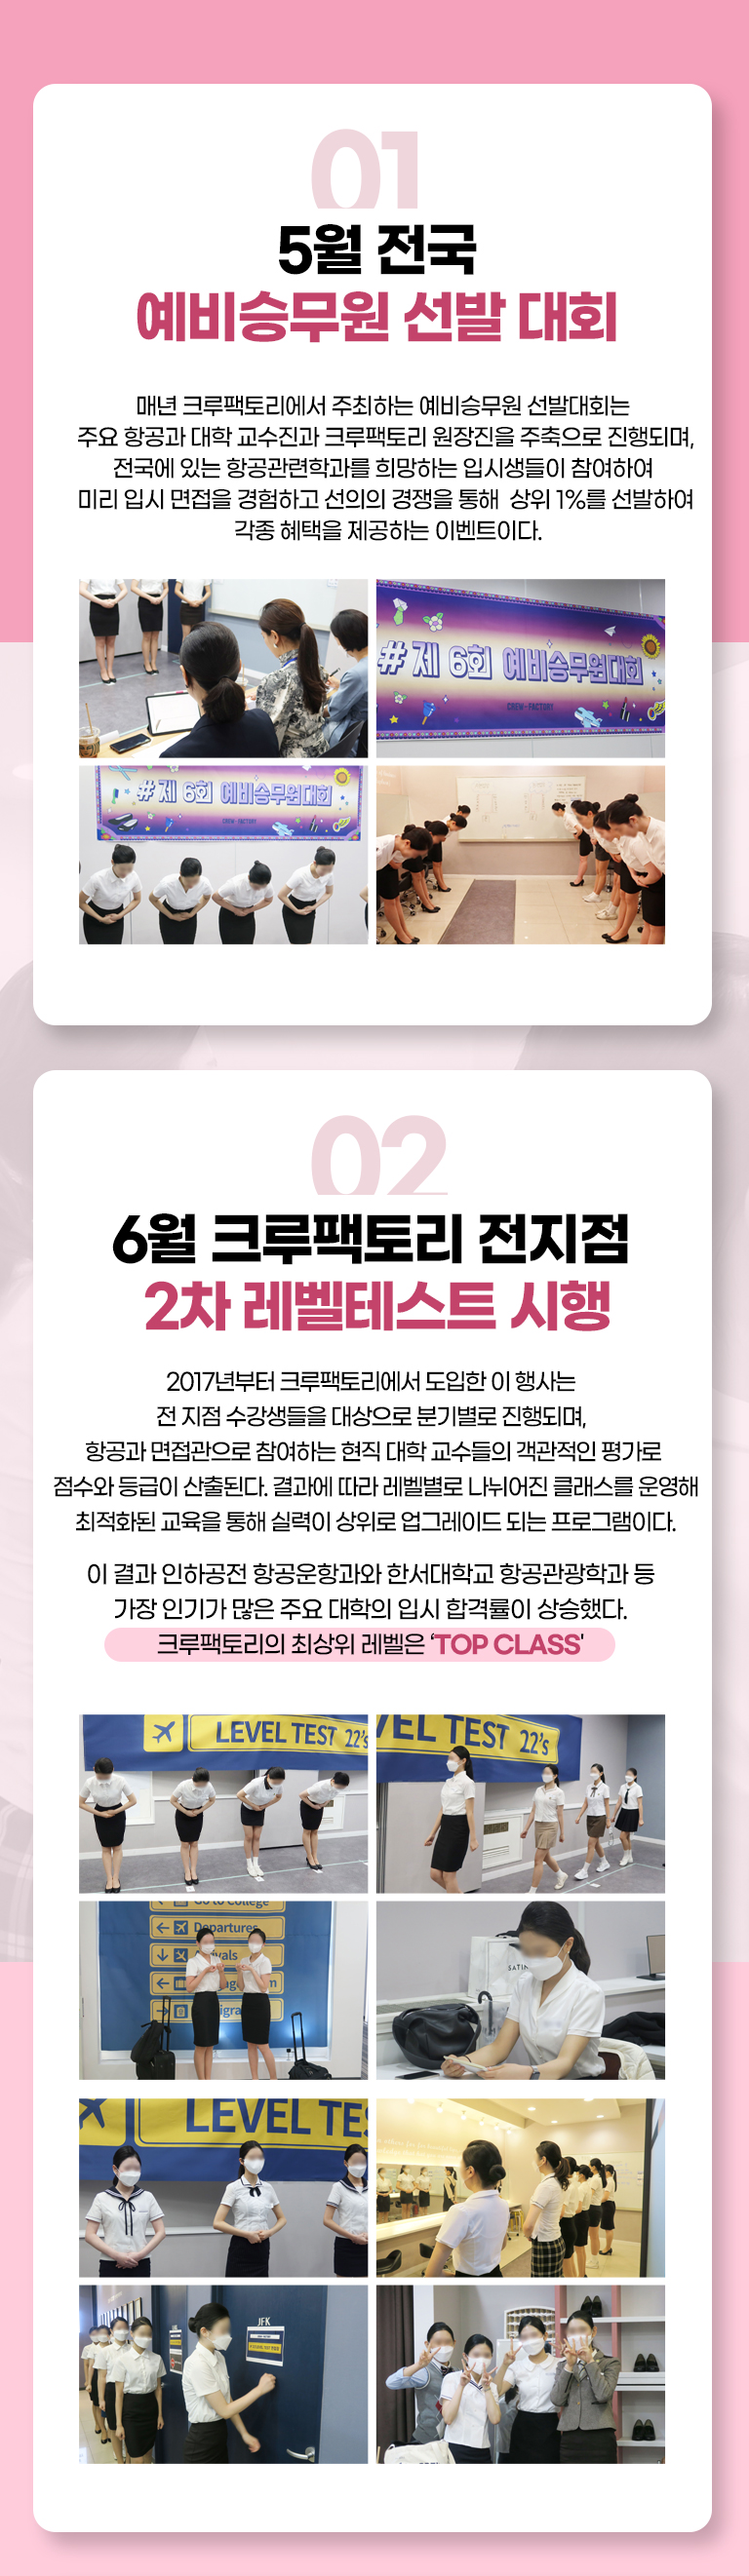 01
5월 전국
예비승무원 선발 대회
매년 크루팩토리에서 주최하는 예비승무원 선발대회는
주요 항공과 대학 교수진과 크루팩토리 원장진을 주축으로 진행되며,
전국에 있는 항공관련학과를 희망하는 입시생들이 참여하여
미리 입시 면접을 경험하고 선의의 경쟁을 통해 상위 1%를 선발하여
각종 혜택을 제공하는 이벤트이다.
# 제 6회 예비승무원대회
CREW-FACTORY
# 제 6회 예비승무원대회
CREW-FACTORY
02
6월 크루팩토리 전지점
2차 레벨테스트 시행
2017년부터 크루팩토리에서 도입한 이 행사는
전 지점 수강생들을 대상으로 분기별로 진행되며,
항공과 면접관으로 참여하는 현직 대학 교수들의 객관적인 평가로
점수와 등급이 산출된다. 결과에 따라 레벨별로 나뉘어진 클래스를 운영해
최적화된 교육을 통해 실력이 상위로 업그레이드 되는 프로그램이다.
이 결과 인하공전 항공운항과와 한서대학교 항공관광학과 등
가장 인기가 많은 주요 대학의 입시 합격률이 상승했다.
크루팩토리의 최상위 레벨은 'TOP CLASS'
LEVEL TEST 22's
VEL TEST 22's
Go to College
Departures
SATIN
LEVEL TES
JFK